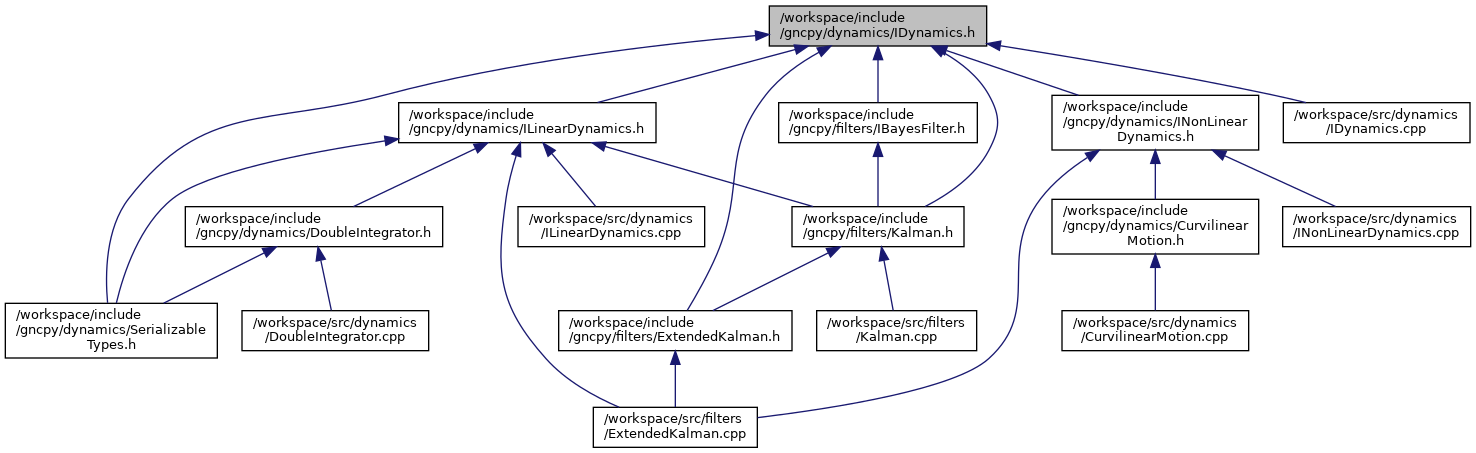 /workspace/include
/gncpy/dynamics/IDynamics.h
/workspace/include
/gncpy/dynamics/ILinearDynamics.h
/workspace/include
/gncpy/filters/IBayesFilter.h
/workspace/include
/gncpy/dynamics/INonLinear
Dynamics.h
/workspace/src/dynamics
/IDynamics.cpp
/workspace/include
/gncpy/dynamics/DoubleIntegrator.h
/workspace/src/dynamics
/ILinearDynamics.cpp
/workspace/include
/gncpy/filters/Kalman.h
/workspace/include
/gncpy/dynamics/Curvilinear
Motion.h
/workspace/src/dynamics
/INonLinearDynamics.cpp
/workspace/include
/gncpy/dynamics/Serializable
Types.h
/workspace/src/dynamics
/DoubleIntegrator.cpp
/workspace/include
/gncpy/filters/ExtendedKalman.h
/workspace/src/filters
/Kalman.cpp
/workspace/src/dynamics
/CurvilinearMotion.cpp
/workspace/src/filters
/ExtendedKalman.cpp